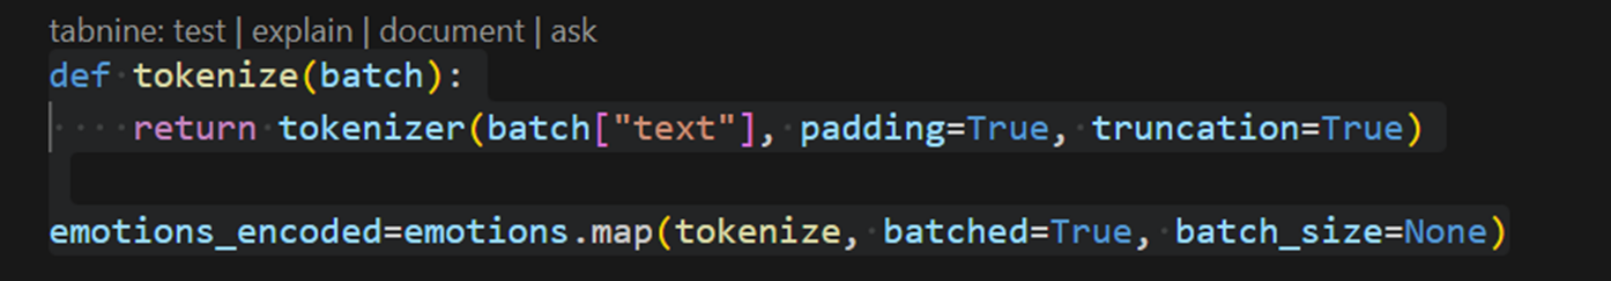 tabnine: test | explain | document | ask
def tokenize(batch):
    return tokenizer(batch["text"], padding=True, truncation=True)
emotions_encoded=emotions.map(tokenize, batched=True, batch_size=None)